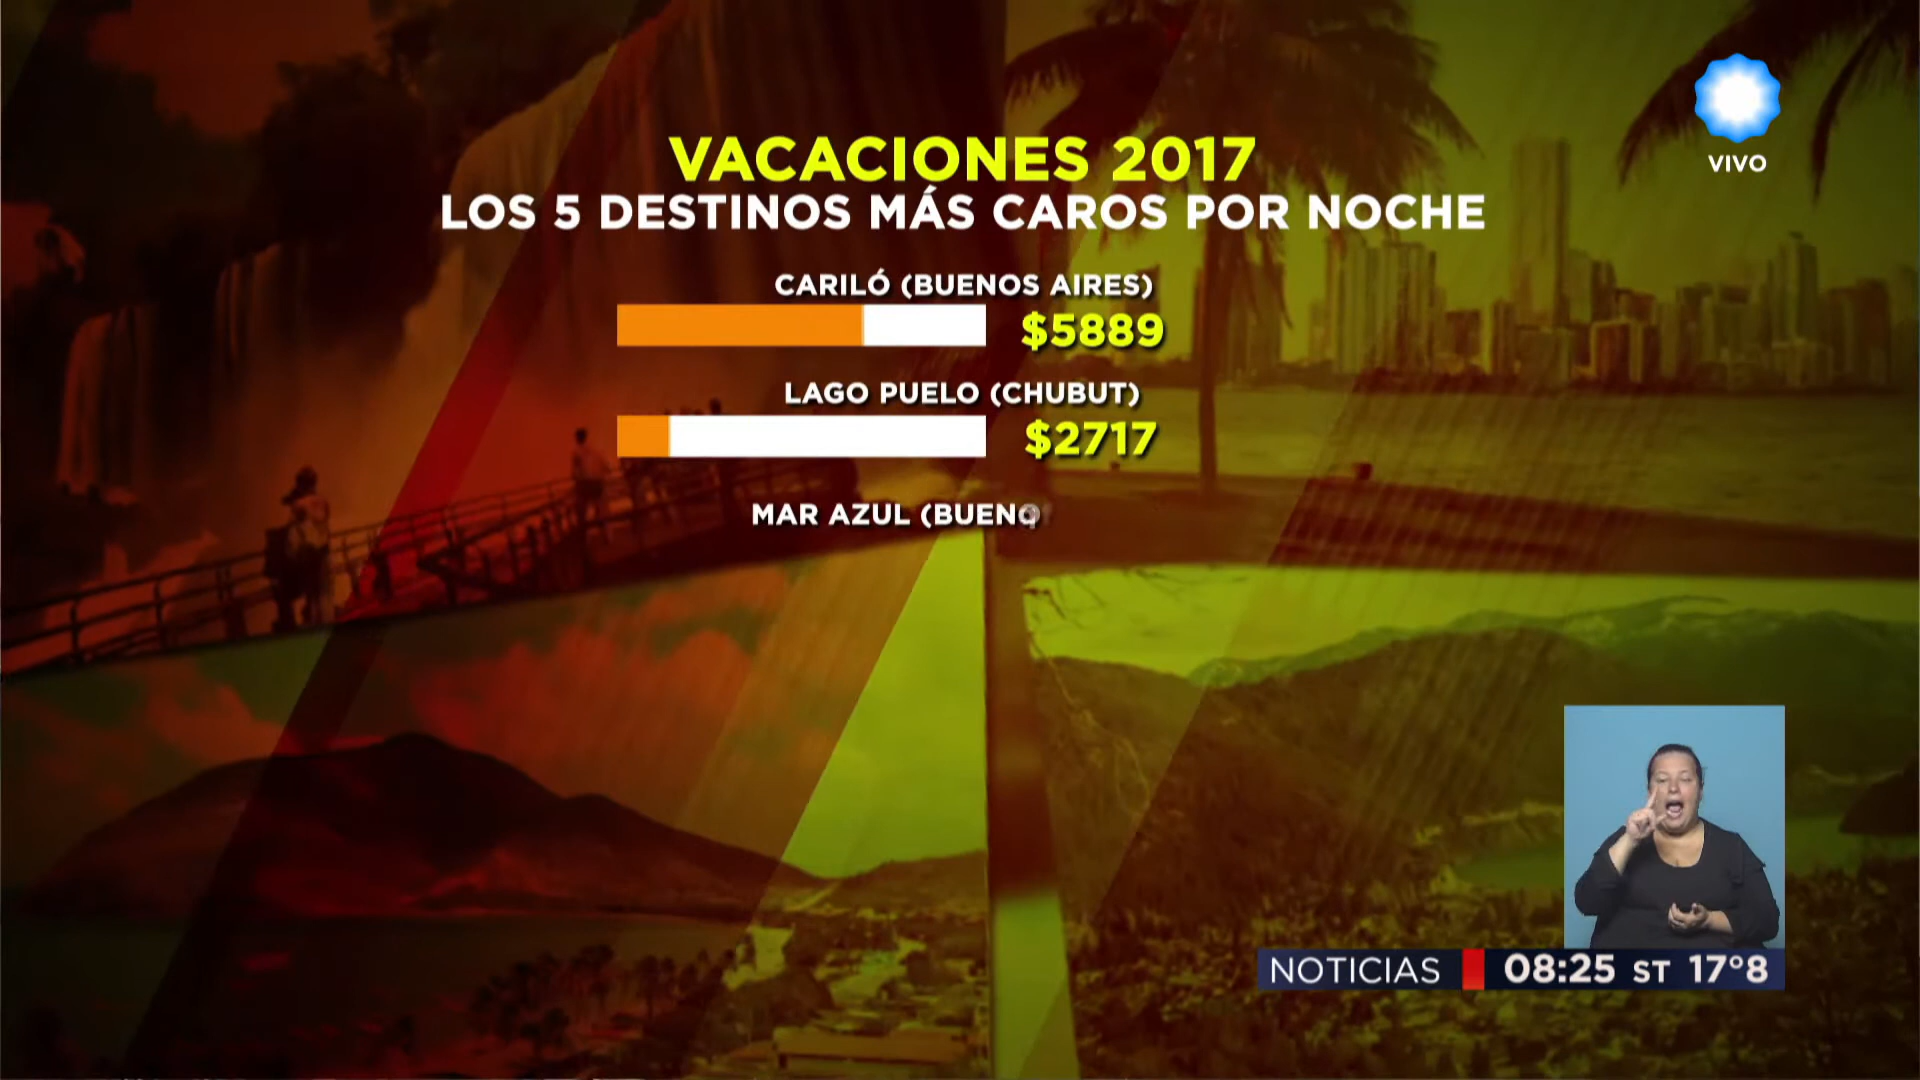 VIVO
VACACIONES 2017
LOS 5 DESTINOS MÁS CAROS POR NOCHE
CARILÓ (BUENOS AIRES)
$5889
LAGO PUELO (CHUBUT)
$2717
MAR AZUL (BUENO
NOTICIAS 08:25 ST 17°8